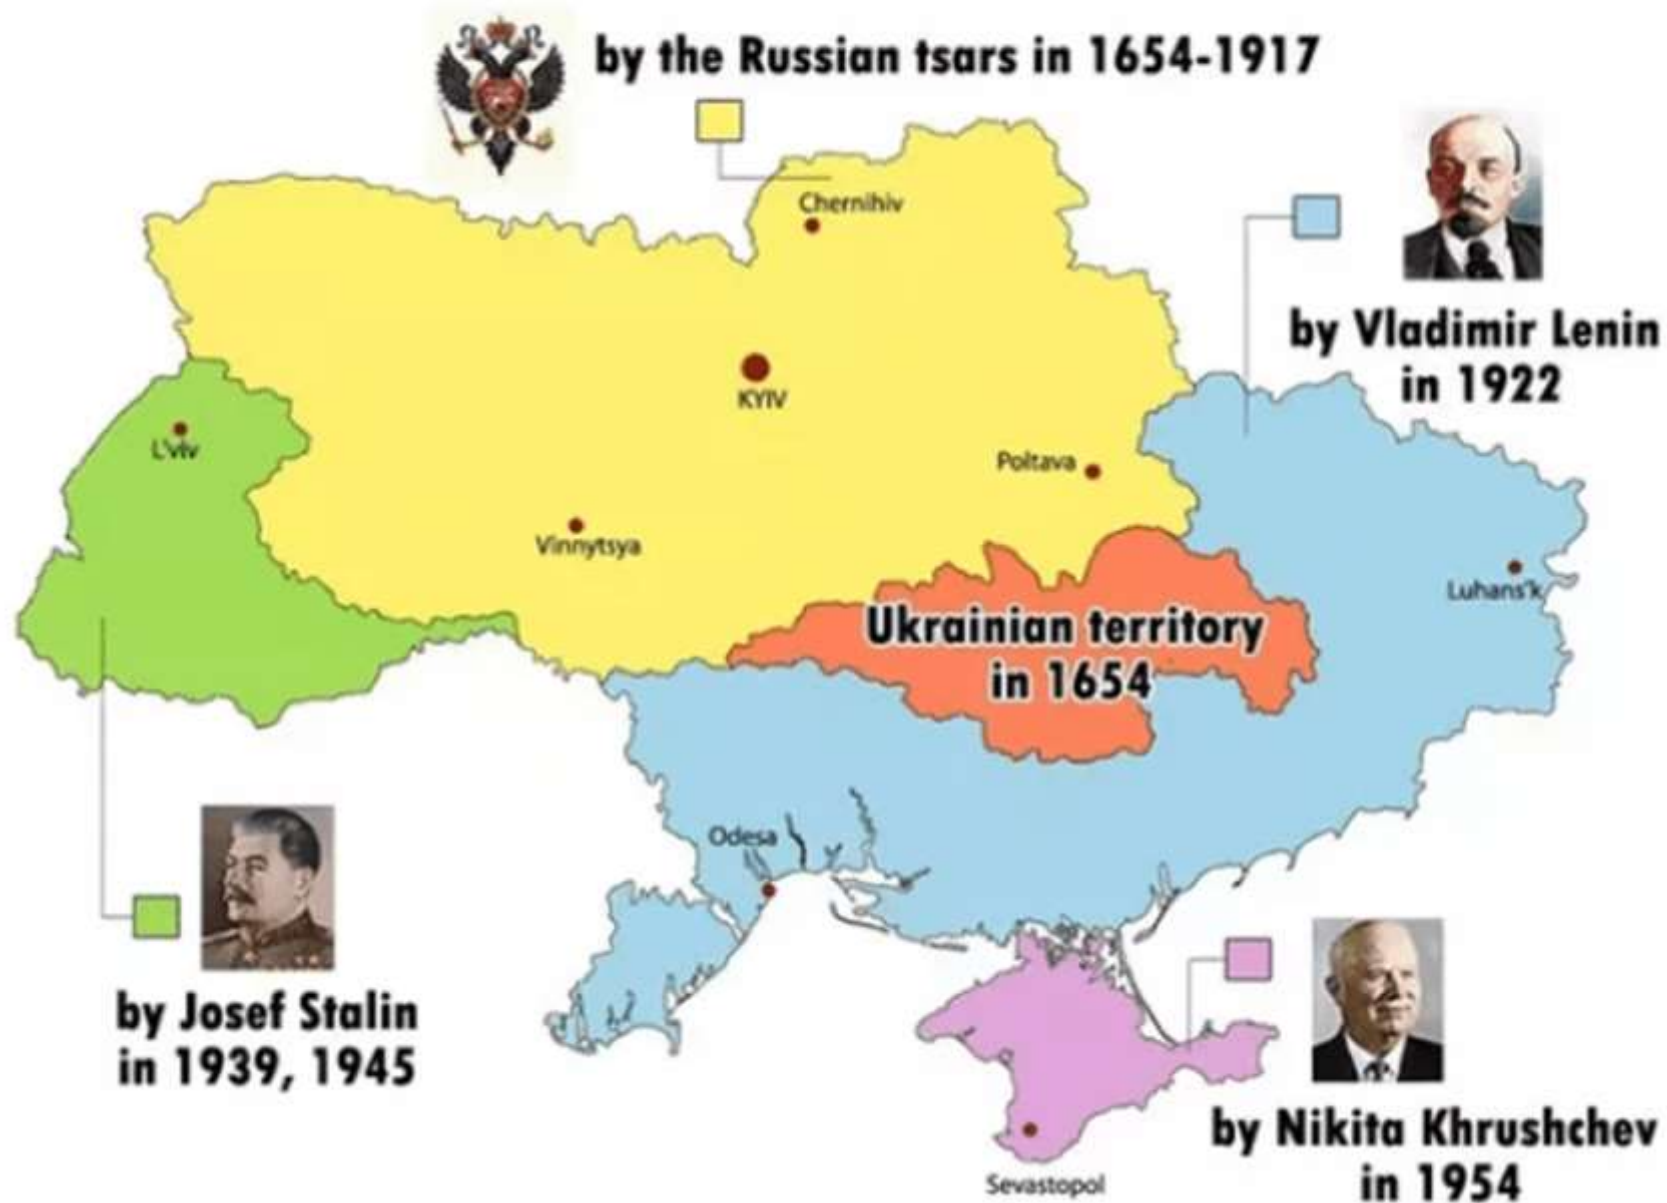 by the Russian tsars in 1654-1917
Chernihiv
by Vladimir Lenin
in 1922
KYIV
L'viv
Poltava
Vinnytsya
Luhans'k
Ukrainian territory
in 1654
Odesa
by Josef Stalin
in 1939, 1945
by Nikita Khrushchev
in 1954
Sevastopol